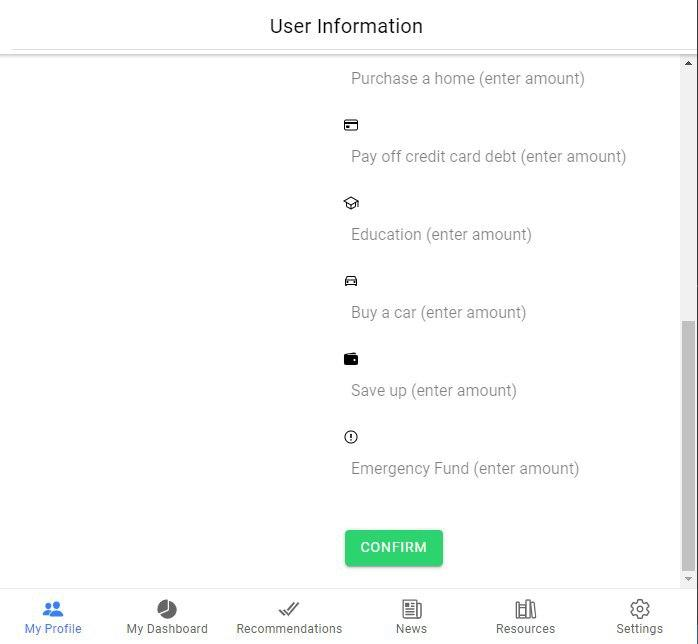 User Information
Purchase a home (enter amount)
Pay off credit card debt (enter amount)
Education (enter amount)
Buy a car (enter amount)
Save up (enter amount)
Emergency Fund (enter amount)
CONFIRM
My Profile
My Dashboard
Recommendations
News
Resources
Settings